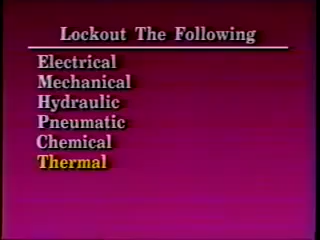 Lockout The Following
Electrical
Mechanical
Hydraulic
Pneumatic
Chemical
Thermal